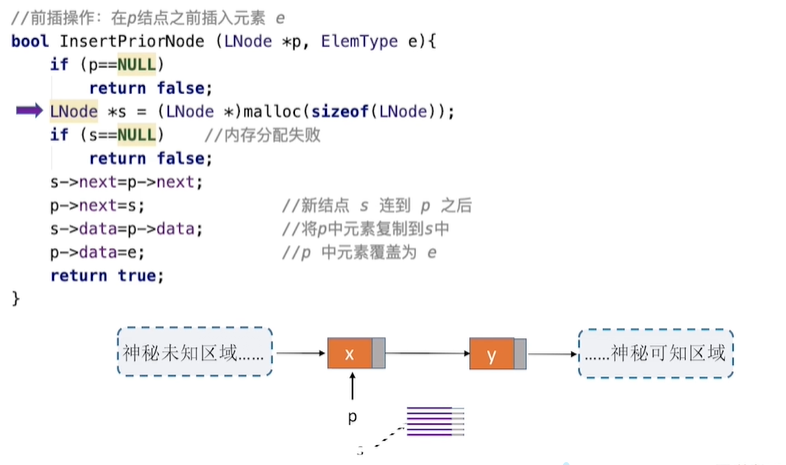 //前插操作：在p结点之前插入元素 e
bool InsertPriorNode (LNode *p, ElemType e){
if (p==NULL)
return false;
LNode *s = (LNode *)malloc(sizeof(LNode));
if (s==NULL) //内存分配失败
return false;
s->next=p->next;
p->next=s; //新结点 s 连到 p 之后
s->data=p->data; //将p中元素复制到s中
p->data=e; //p 中元素覆盖为 e
return true;
}
神秘未知区域…… x y ……神秘可知区域
p